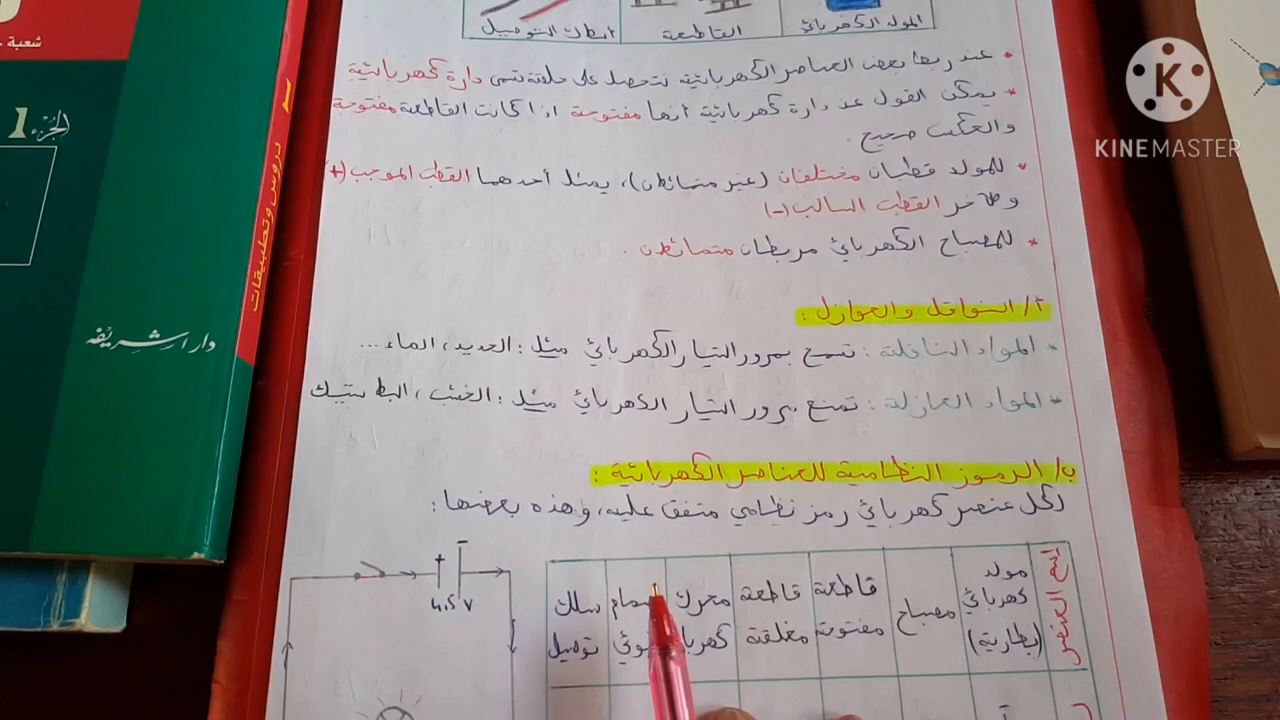 المولد الكهربائي
القاطعة
أسلاك التوصيل
* عند ربط بعض العناصر الكهربائية نتحصل على حلقة تسمى دارة كهربائية
* يمكن القول عن دارة كهربائية أنها مفتوحة اذا كانت القاطعة مفتوحة
والعكس صحيح.
* للمولد قطبان مختلفان (غير متماثلان)، يمثل أحدهما القطب الموجب (+)
والآخر القطب السالب (-)
* للمصباح الكهربائي مربطان متماثلان.
أ/ النواقل والعوازل:
* المواد الناقلة: تسمح بمرور التيار الكهربائي مثل: الحديد، الماء...
* المواد العازلة: تمنع مرور التيار الكهربائي مثل: الخشب، البلاستيك
ب/ الرموز النظامية للعناصر الكهربائية:
لكل عنصر كهربائي رمز نظامي متفق عليه، وهذه بعضها:
اسم العنصر
مولد كهربائي (بطارية)
مصباح
قاطعة مفتوحة
قاطعة مغلقة
محرك
سلك توصيل
+ -
4.5 V
شعبة
الجزء 1
دروس وتطبيقات
دار الشريفة
K
KINEMASTER